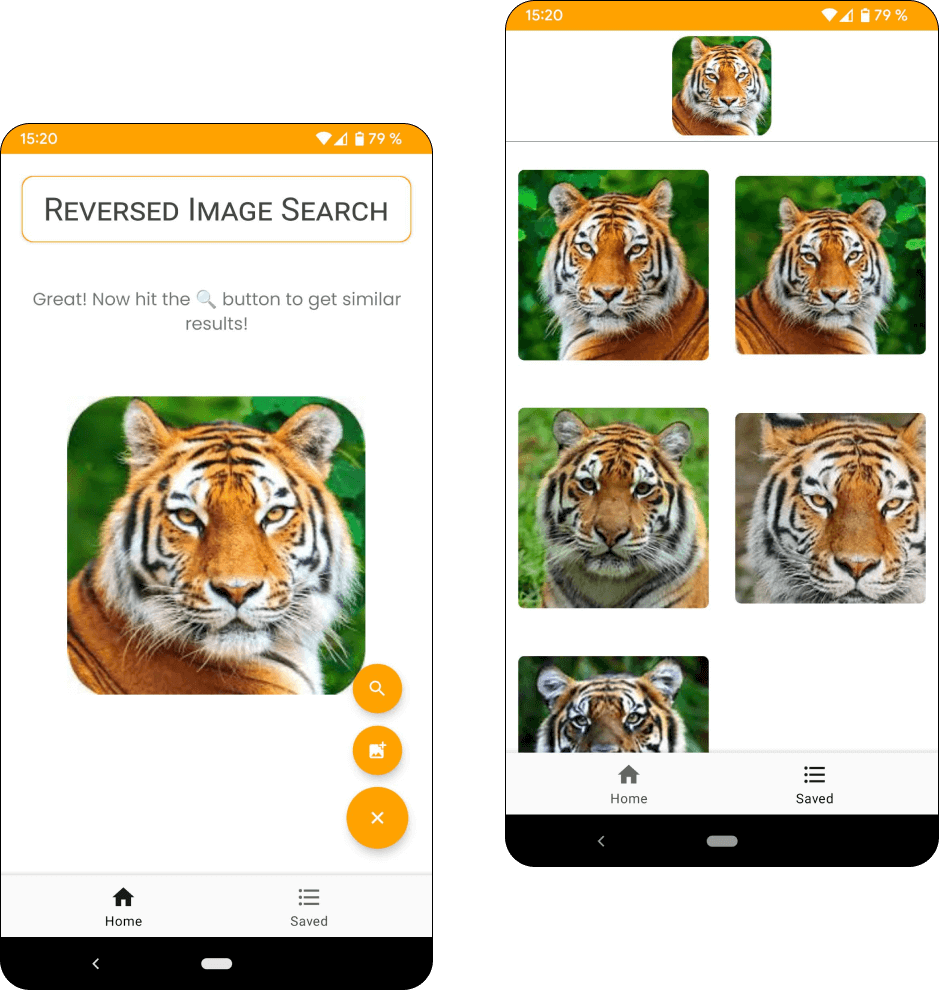 15:20
79 %
REVERSED IMAGE SEARCH
Great! Now hit the 🔍 button to get similar
results!
Home
Saved
15:20
79 %
Home
Saved